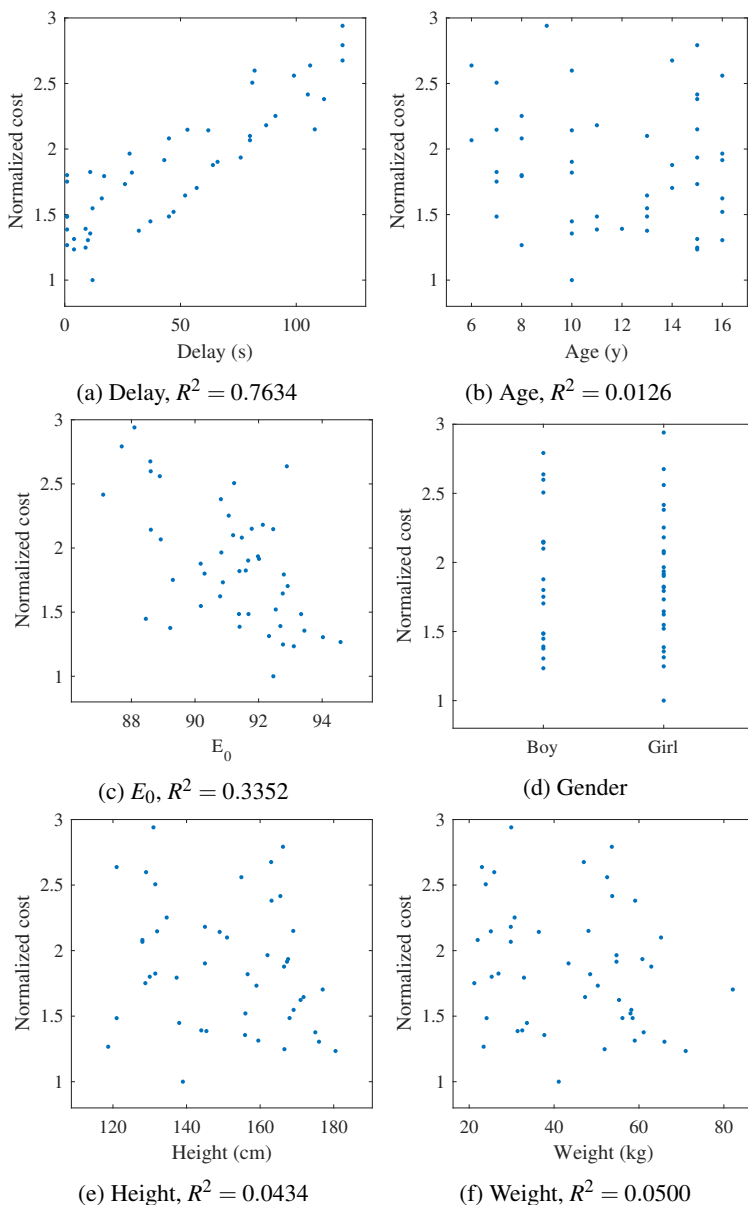 3
2.5
2
1.5
1
Normalized cost
0 50 100
Delay (s)
(a) Delay, R² = 0.7634
3
2.5
2
1.5
1
Normalized cost
6 8 10 12 14 16
Age (y)
(b) Age, R² = 0.0126
3
2.5
2
1.5
1
Normalized cost
88 90 92 94
E₀
(c) E₀, R² = 0.3352
3
2.5
2
1.5
1
Normalized cost
Boy Girl
(d) Gender
3
2.5
2
1.5
1
Normalized cost
120 140 160 180
Height (cm)
(e) Height, R² = 0.0434
3
2.5
2
1.5
1
Normalized cost
20 40 60 80
Weight (kg)
(f) Weight, R² = 0.0500